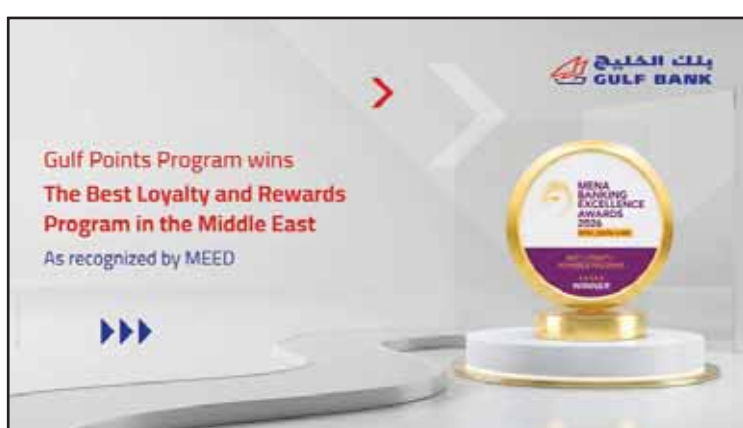 بنك الخليج
GULF BANK
Gulf Points Program wins
The Best Loyalty and Rewards
Program in the Middle East
As recognized by MEED
MENA
BANKING
EXCELLENCE
AWARDS
2026
WINNER